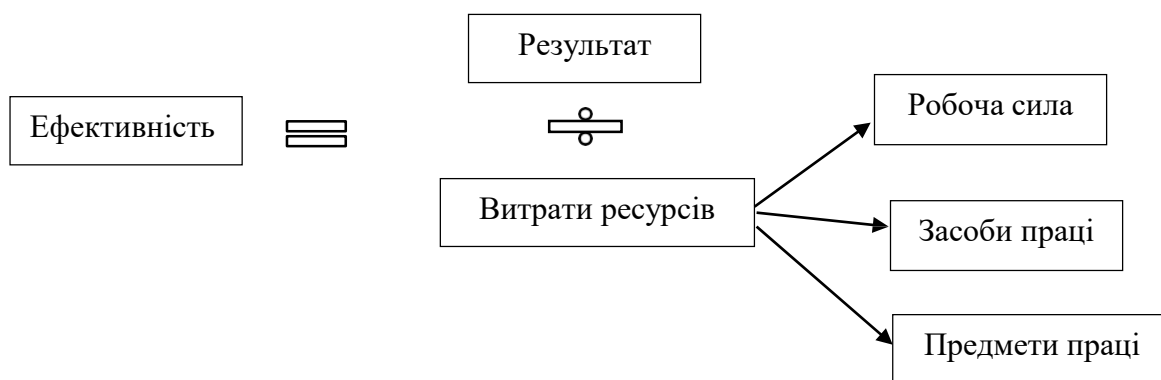 Результат
Робоча сила
Ефективність
Витрати ресурсів
Засоби праці
Предмети праці